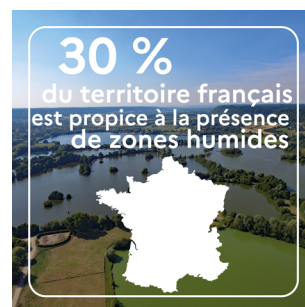 30 %
du territoire français
est propice à la présence
de zones humides